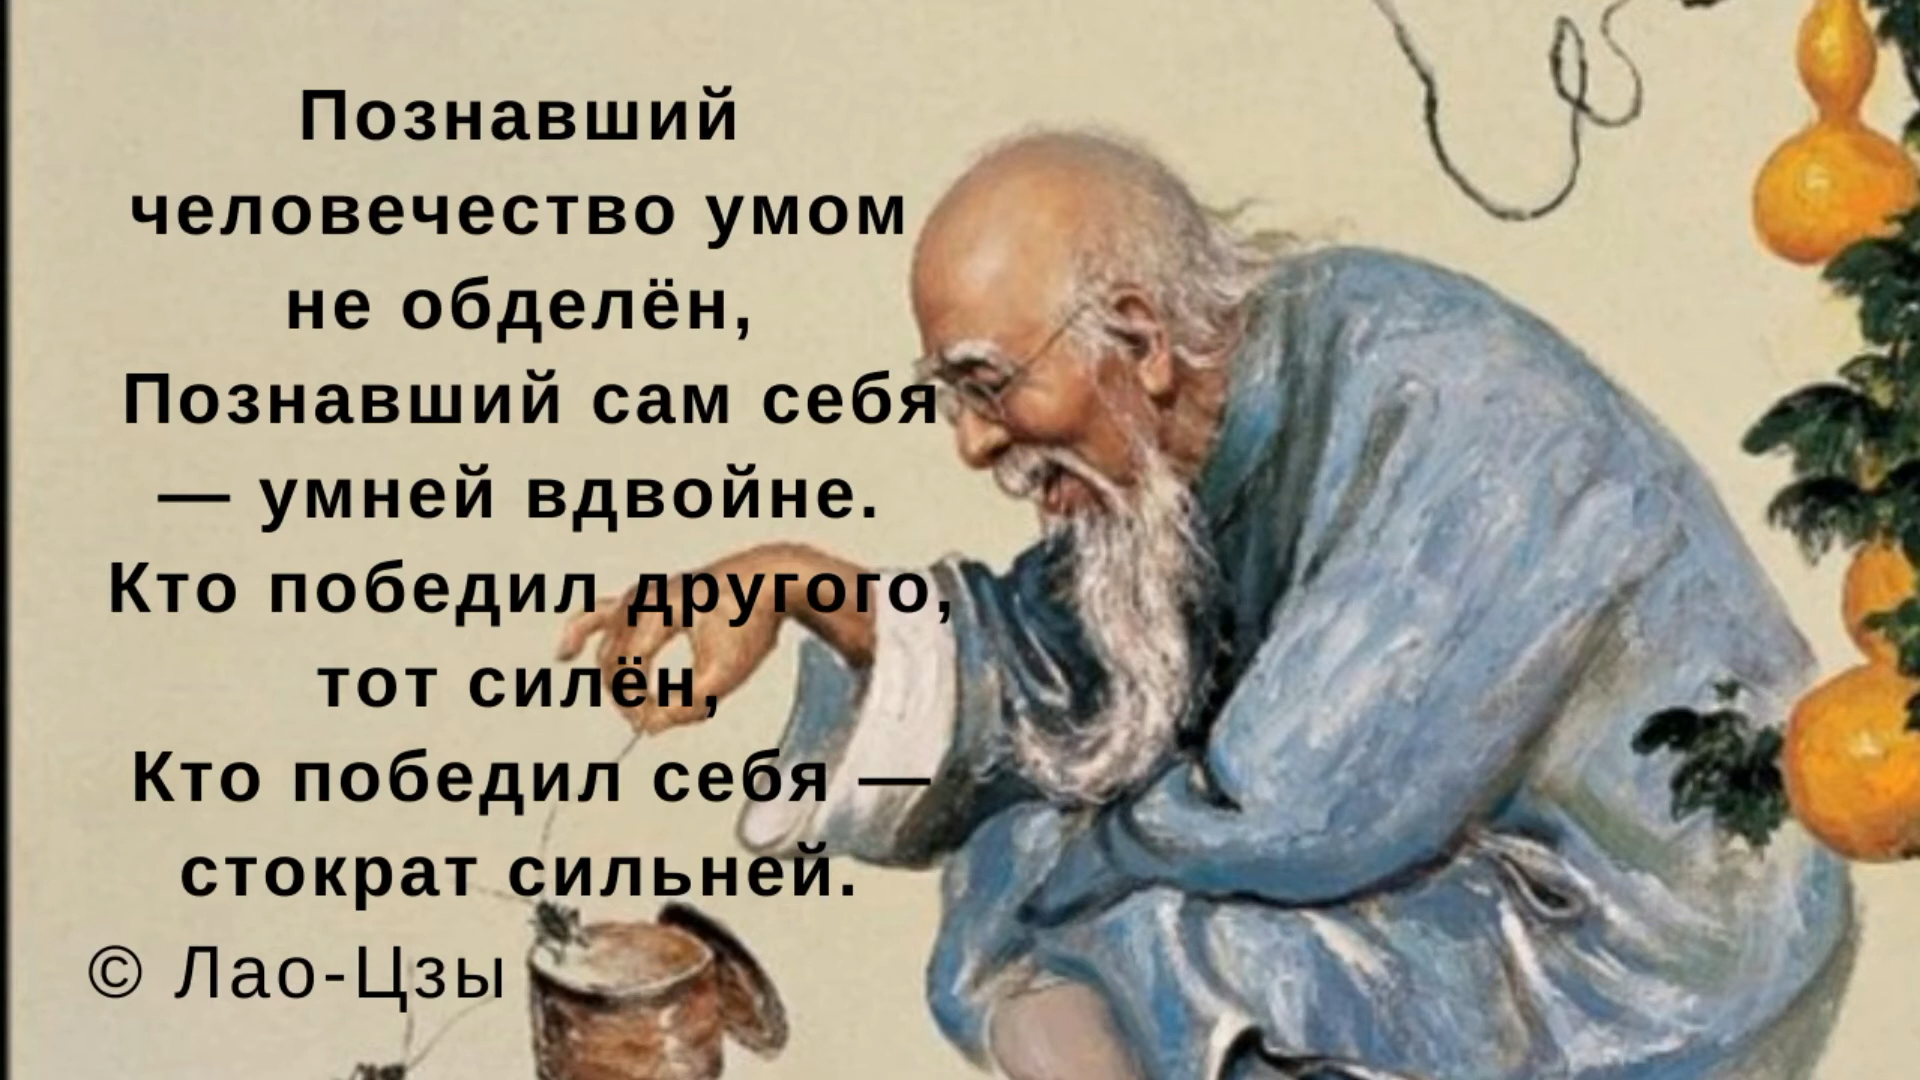 Познавший
человечество умом
не обделён,
Познавший сам себя
— умней вдвойне.
Кто победил другого,
тот силён,
Кто победил себя —
стократ сильней.
© Лао-Цзы